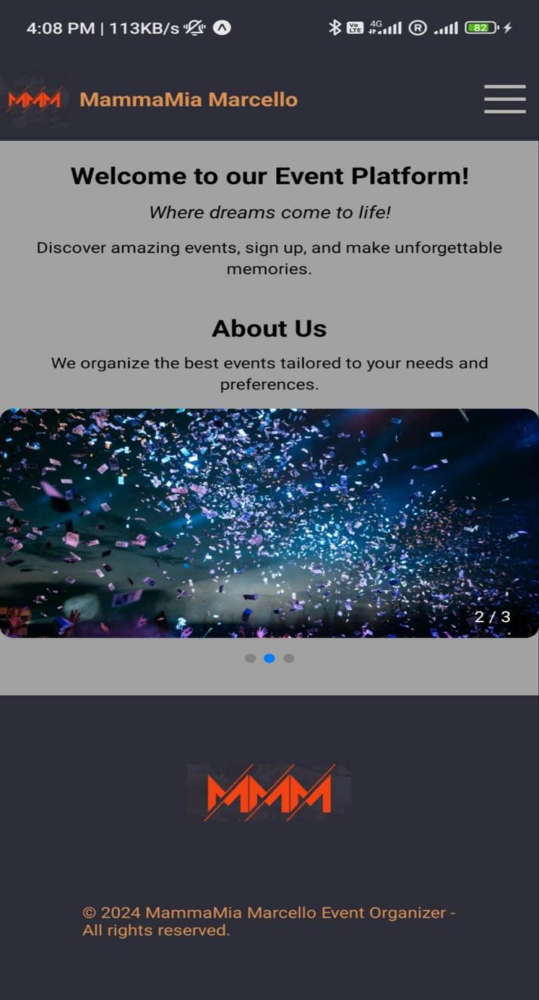 4:08 PM | 113KB/s
Vo LTE 4G R 82
MMM MammaMia Marcello
Welcome to our Event Platform!
Where dreams come to life!
Discover amazing events, sign up, and make unforgettable
memories.
About Us
We organize the best events tailored to your needs and
preferences.
2 / 3
MMM
© 2024 MammaMia Marcello Event Organizer -
All rights reserved.